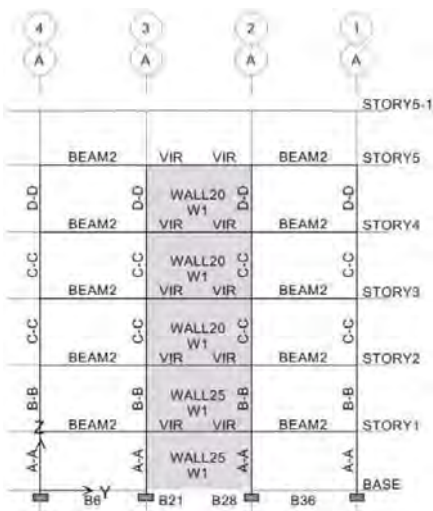 4 3 2 1
A A A A
STORY5-1
BEAM2 VIR VIR BEAM2 STORY5
D-D D-D WALL20 D-D D-D
W1
BEAM2 VIR VIR BEAM2 STORY4
C-C C-C WALL20 C-C C-C
W1
BEAM2 VIR VIR BEAM2 STORY3
C-C C-C WALL20 C-C C-C
W1
BEAM2 VIR VIR BEAM2 STORY2
B-B B-B WALL25 B-B B-B
W1
Z BEAM2 VIR VIR BEAM2 STORY1
A-A A-A WALL25 A-A A-A
W1
BASE
B6 Y B21 B28 B36